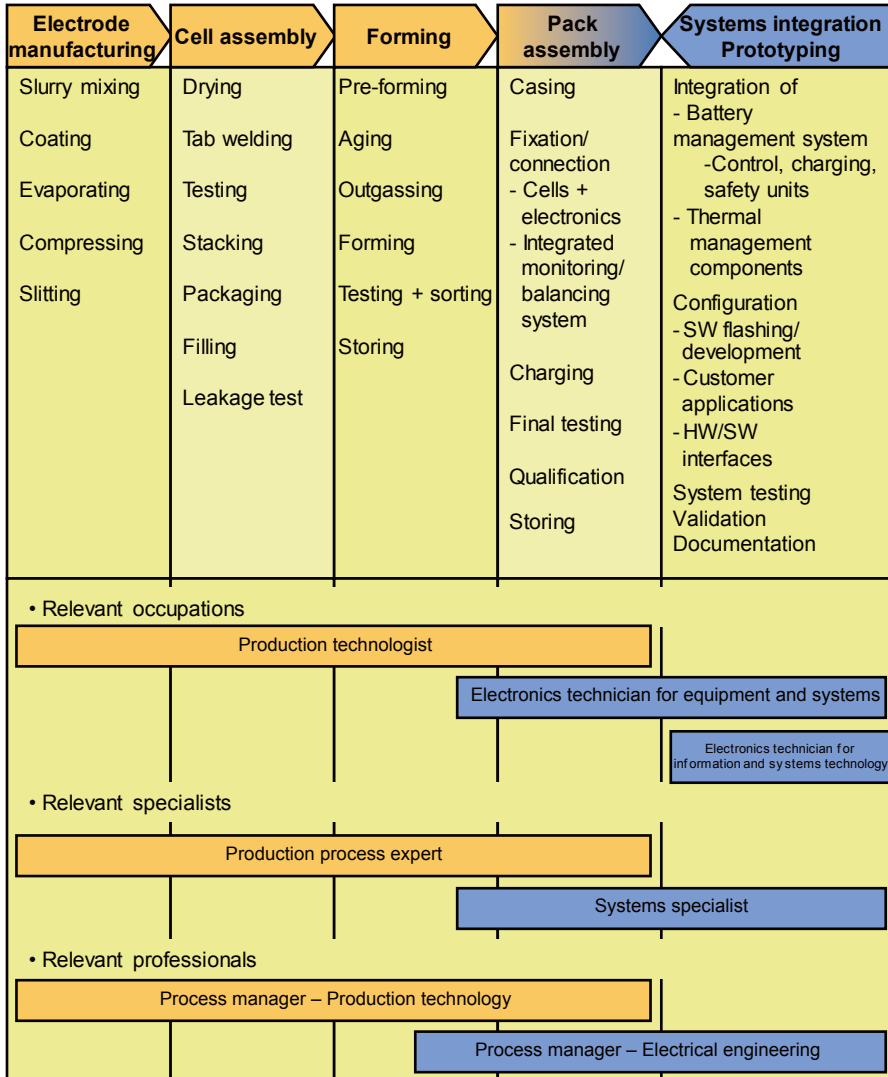 Electrode
manufacturing
Cell assembly
Forming
Pack
assembly
Systems integration
Prototyping
Slurry mixing
Coating
Evaporating
Compressing
Slitting
Drying
Tab welding
Testing
Stacking
Packaging
Filling
Leakage test
Pre-forming
Aging
Outgassing
Forming
Testing + sorting
Storing
Casing
Fixation/
connection
- Cells +
electronics
- Integrated
monitoring/
balancing
system
Charging
Final testing
Qualification
Storing
Integration of
- Battery
management system
-Control, charging,
safety units
- Thermal
management
components
Configuration
- SW flashing/
development
- Customer
applications
- HW/SW
interfaces
System testing
Validation
Documentation
• Relevant occupations
Production technologist
Electronics technician for equipment and systems
Electronics technician for
information and systems technology
• Relevant specialists
Production process expert
Systems specialist
• Relevant professionals
Process manager – Production technology
Process manager – Electrical engineering